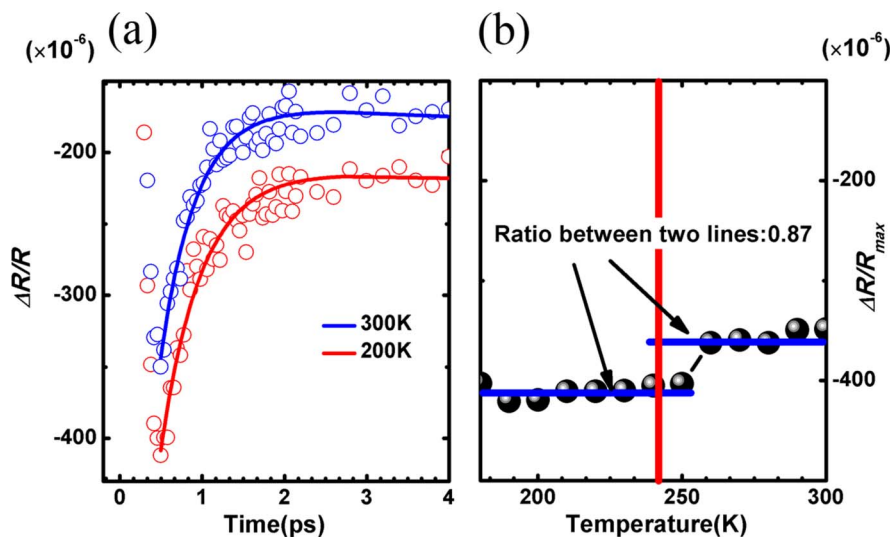 (a)
(×10⁻⁶)
-200
-300
-400
ΔR/R
300K
200K
0 1 2 3 4
Time(ps)
(b)
(×10⁻⁶)
-200
-400
ΔR/R_max
Ratio between two lines:0.87
200 250 300
Temperature(K)